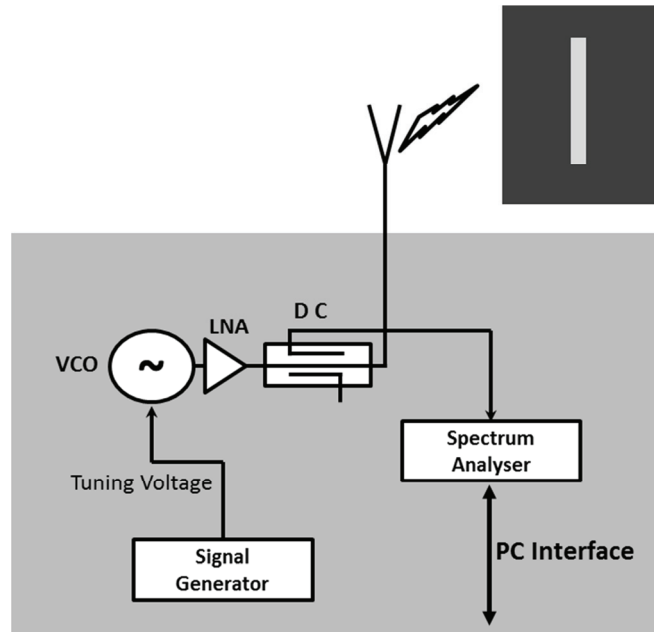 D C
LNA
VCO
~
Tuning Voltage
Spectrum
Analyser
PC Interface
Signal
Generator